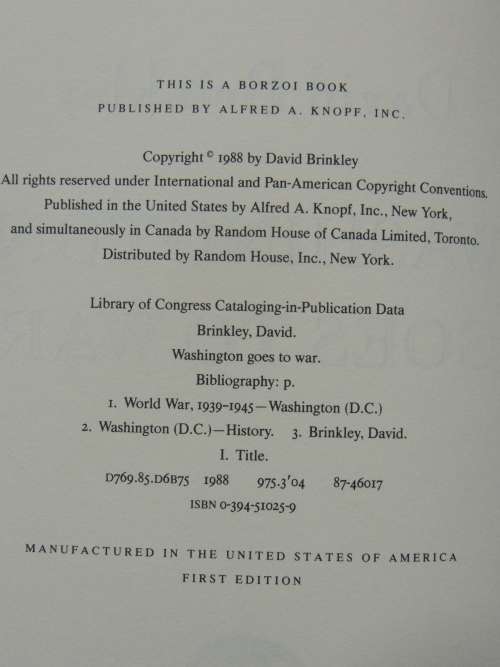 THIS IS A BORZOI BOOK
PUBLISHED BY ALFRED A. KNOPF, INC.
Copyright © 1988 by David Brinkley
All rights reserved under International and Pan-American Copyright Conventions.
Published in the United States by Alfred A. Knopf, Inc., New York,
and simultaneously in Canada by Random House of Canada Limited, Toronto.
Distributed by Random House, Inc., New York.
Library of Congress Cataloging-in-Publication Data
Brinkley, David.
Washington goes to war.
Bibliography: p.
1. World War, 1939–1945—Washington (D.C.)
2. Washington (D.C.)—History. 3. Brinkley, David.
I. Title.
D769.85.D6B75 1988 975.3'04 87-46017
ISBN 0-394-51025-9
MANUFACTURED IN THE UNITED STATES OF AMERICA
FIRST EDITION